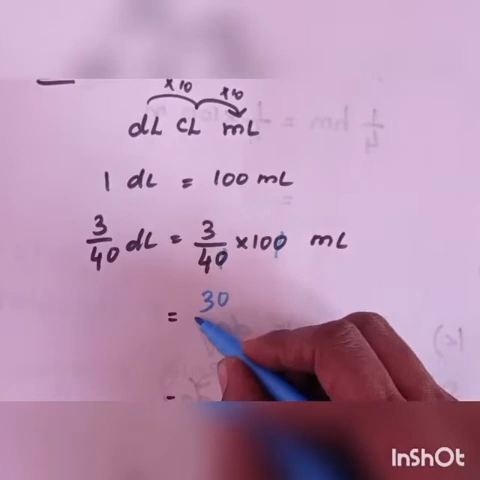 ×10 ×10
dL CL mL
1 dL = 100 mL
3/40 dL = 3/40 ×100 mL
= 30
=
InShOt